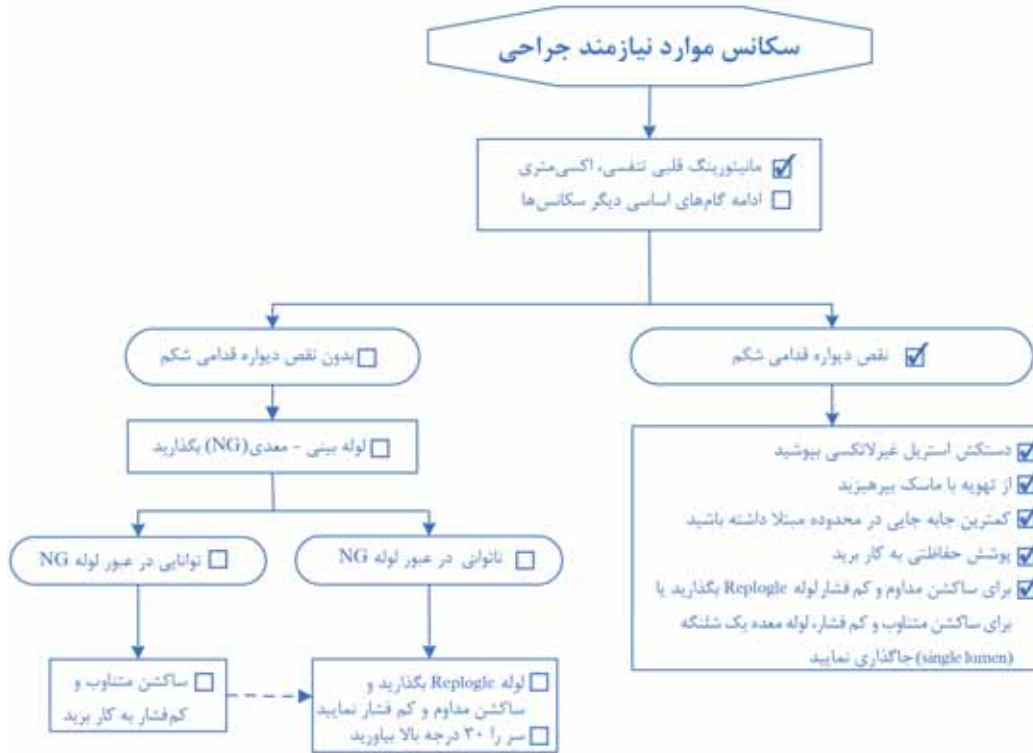 سکانس موارد نیازمند جراحی
مانیتورینگ قلبی تنفسی، اکسی‌متری
ادامه گام‌های اساسی دیگر سکانس‌ها
نقص دیواره قدامی شکم
دستکش استریل غیرلاتکسی بپوشید
از تهویه با ماسک بپرهیزید
کمترین جابه جایی در محدوده مبتلا داشته باشید
پوشش حفاظتی به کار برید
برای ساکشن مداوم و کم فشار لوله Replogle بگذارید یا
برای ساکشن متناوب و کم فشار، لوله معده یک شلنگه
(single lumen) جاگذاری نمایید
بدون نقص دیواره قدامی شکم
لوله بینی - معدی (NG) بگذارید
ناتوانی در عبور لوله NG
لوله Replogle بگذارید و
ساکشن مداوم و کم فشار نمایید
سر را ۳۰ درجه بالا بیاورید
توانایی در عبور لوله NG
ساکشن متناوب و
کم‌فشار به کار برید